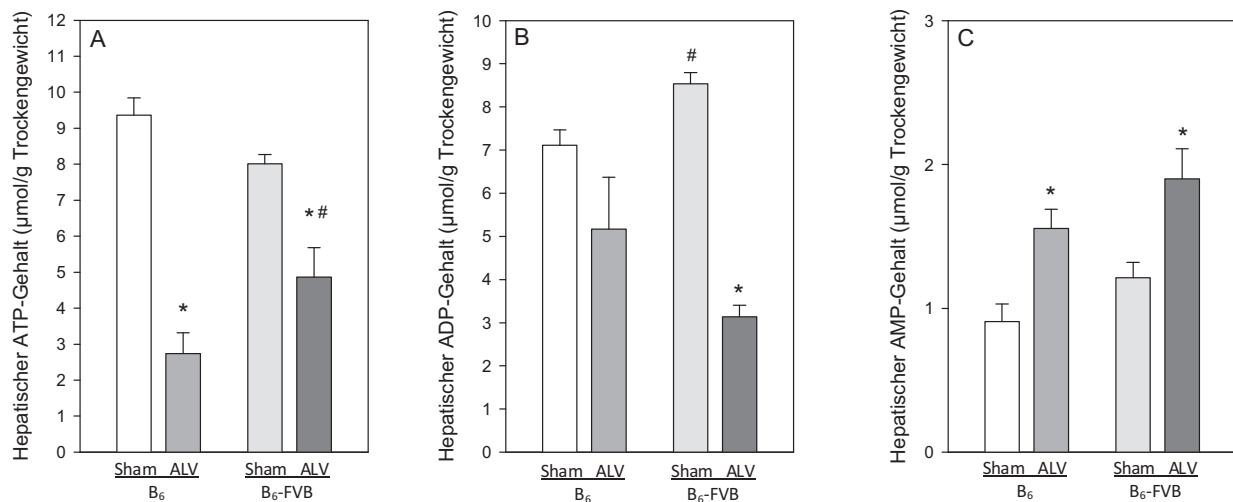 Hepatischer ATP-Gehalt (µmol/g Trockengewicht)
A
12
11
10
9
8
7
6
5
4
3
2
1
0
*
*#
Sham ALV Sham ALV
B₆ B₆-FVB
Hepatischer ADP-Gehalt (µmol/g Trockengewicht)
B
10
9
8
7
6
5
4
3
2
1
0
#
*
Sham ALV Sham ALV
B₆ B₆-FVB
Hepatischer AMP-Gehalt (µmol/g Trockengewicht)
C
3
2
1
0
*
*
Sham ALV Sham ALV
B₆ B₆-FVB